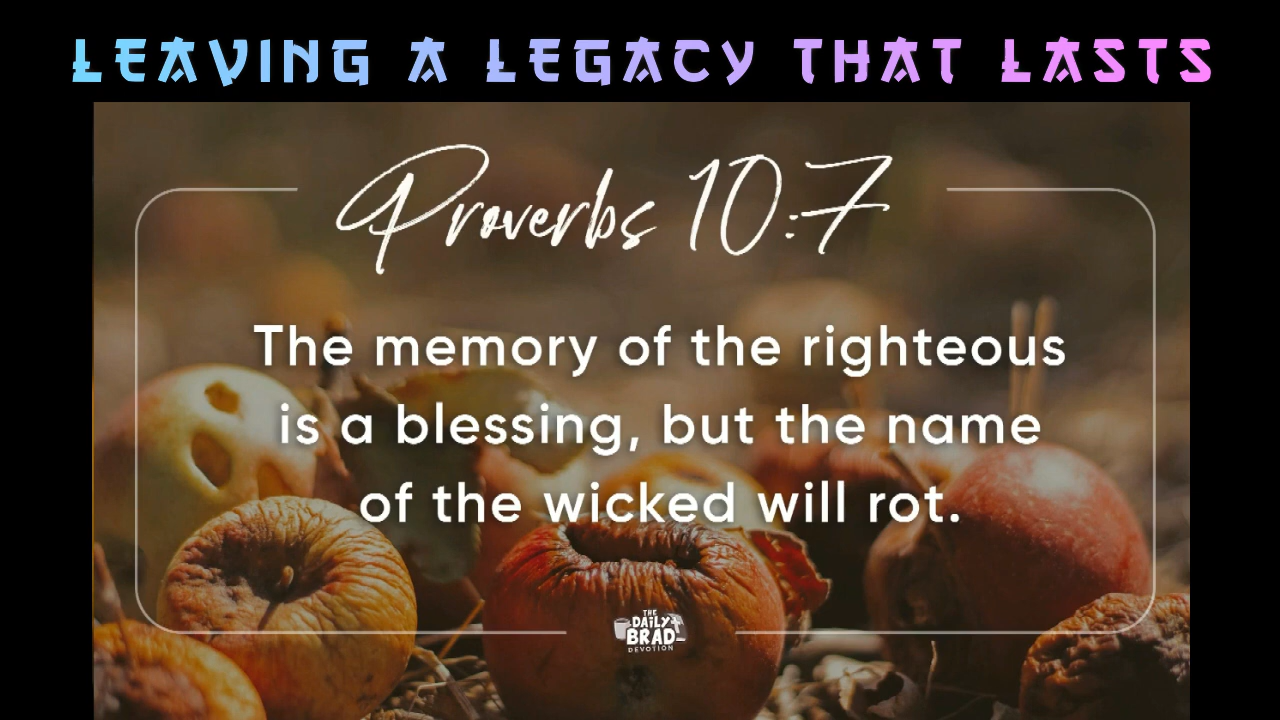 LEAVING A LEGACY THAT LASTS
Proverbs 10:7
The memory of the righteous
is a blessing, but the name
of the wicked will rot.
THE
DAILY
BRAD
DEVOTION